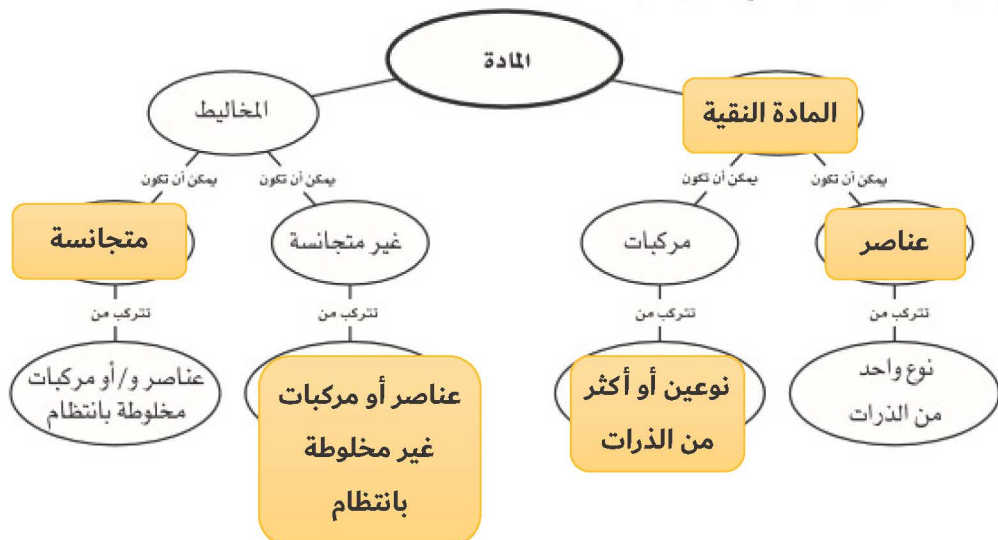 المادة
المادة النقية
المخاليط
يمكن أن تكون
يمكن أن تكون
يمكن أن تكون
يمكن أن تكون
عناصر
مركبات
غير متجانسة
متجانسة
تتركب من
تتركب من
تتركب من
تتركب من
نوع واحد
من الذرات
نوعين أو أكثر
من الذرات
عناصر أو مركبات
غير مخلوطة
بانتظام
عناصر و/أو مركبات
مخلوطة بانتظام